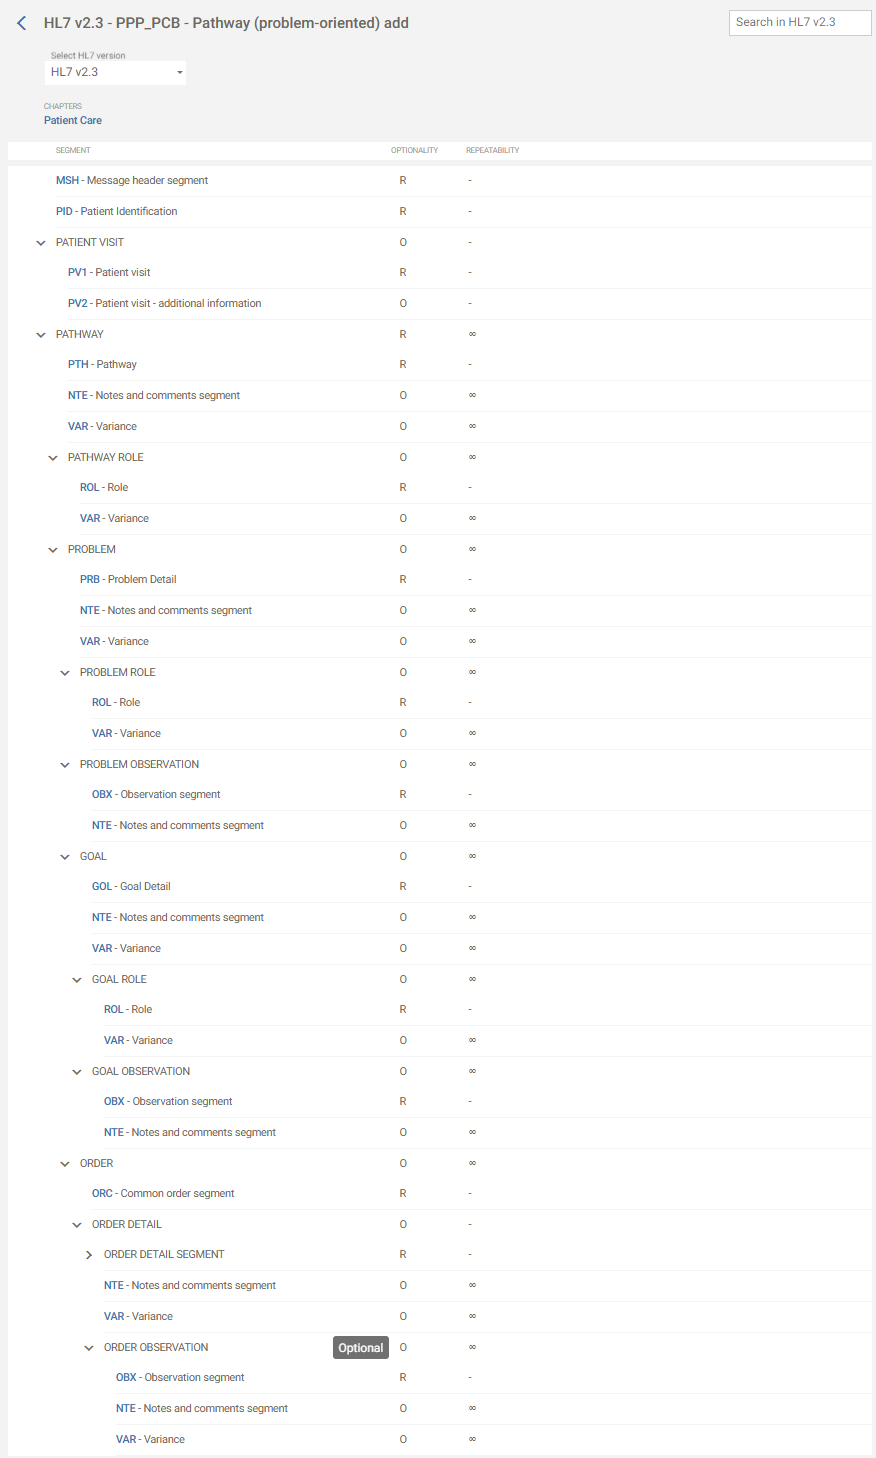 HL7 v2.3 - PPP_PCB - Pathway (problem-oriented) add
Search in HL7 v2.3
Select HL7 version
HL7 v2.3
CHAPTERS
Patient Care
SEGMENT OPTIONALITY REPEATABILITY
MSH - Message header segment R -
PID - Patient Identification R -
PATIENT VISIT O -
PV1 - Patient visit R -
PV2 - Patient visit - additional information O -
PATHWAY R ∞
PTH - Pathway R -
NTE - Notes and comments segment O ∞
VAR - Variance O ∞
PATHWAY ROLE O ∞
ROL - Role R -
VAR - Variance O ∞
PROBLEM O ∞
PRB - Problem Detail R -
NTE - Notes and comments segment O ∞
VAR - Variance O ∞
PROBLEM ROLE O ∞
ROL - Role R -
VAR - Variance O ∞
PROBLEM OBSERVATION O ∞
OBX - Observation segment R -
NTE - Notes and comments segment O ∞
GOAL O ∞
GOL - Goal Detail R -
NTE - Notes and comments segment O ∞
VAR - Variance O ∞
GOAL ROLE O ∞
ROL - Role R -
VAR - Variance O ∞
GOAL OBSERVATION O ∞
OBX - Observation segment R -
NTE - Notes and comments segment O ∞
ORDER O ∞
ORC - Common order segment R -
ORDER DETAIL O -
ORDER DETAIL SEGMENT R -
NTE - Notes and comments segment O ∞
VAR - Variance O ∞
ORDER OBSERVATION Optional O ∞
OBX - Observation segment R -
NTE - Notes and comments segment O ∞
VAR - Variance O ∞